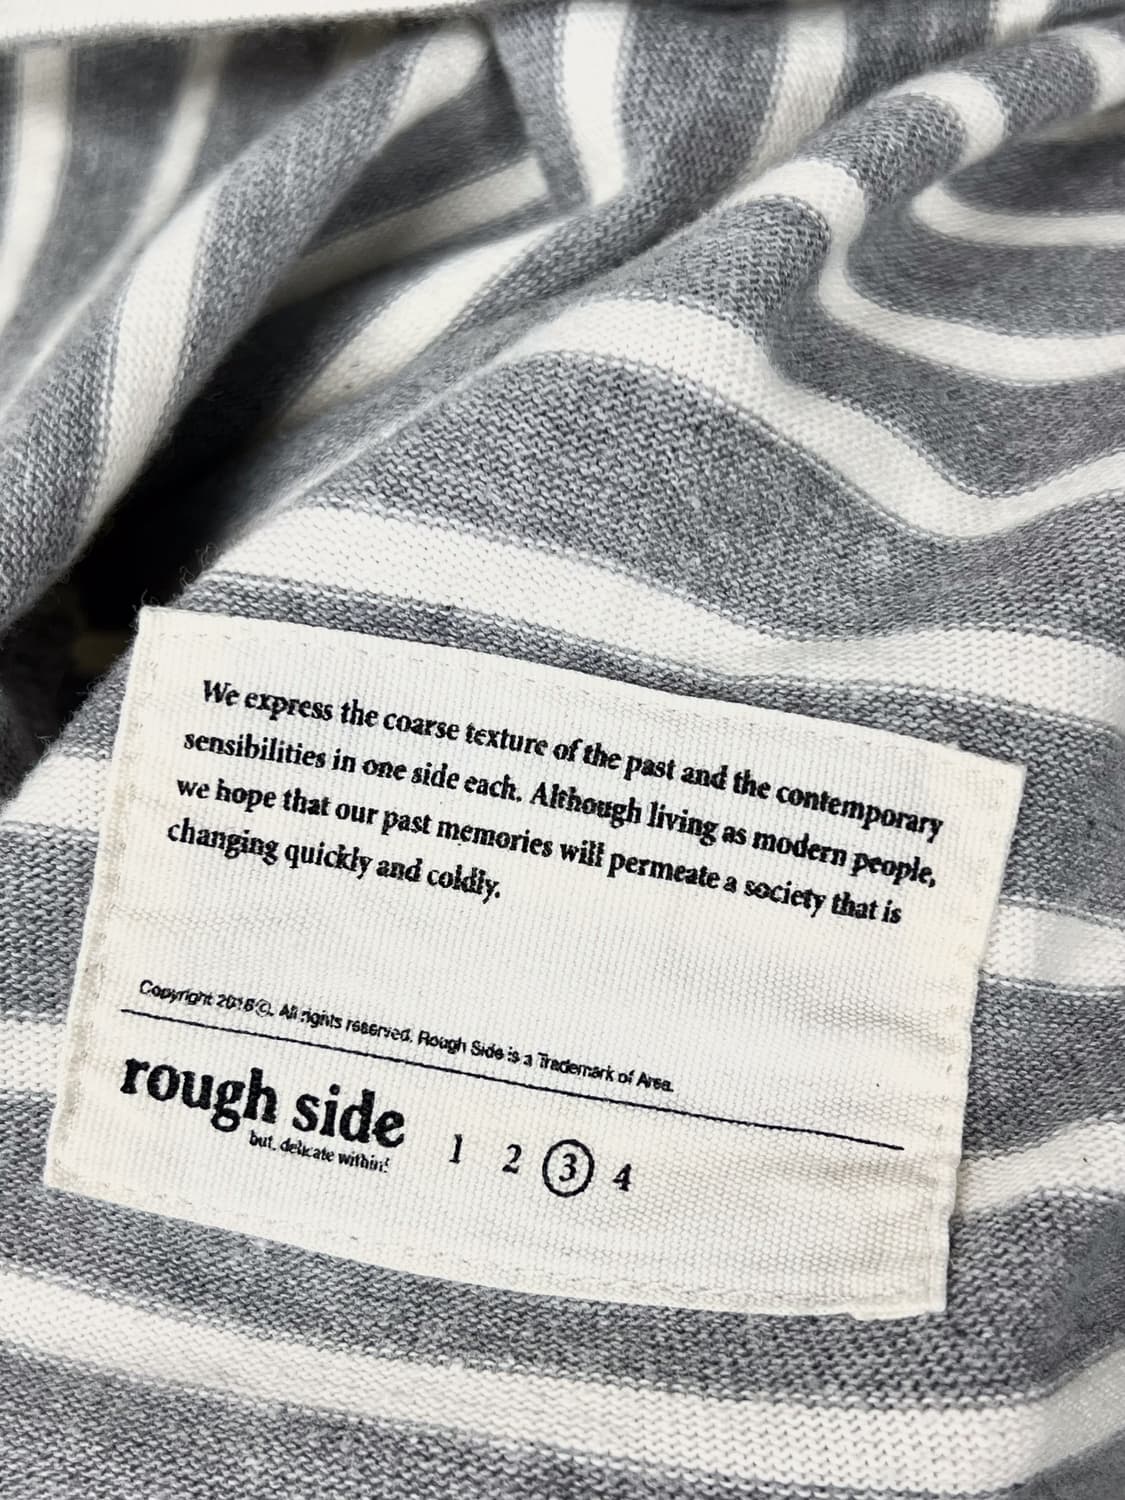 We express the coarse texture of the past and the contemporary
sensibilities in one side each. Although living as modern people,
we hope that our past memories will permeate a society that is
changing quickly and coldly.
Copyright 2016©. All rights reserved. Rough Side is a Trademark of Area.
rough side
but, delicate within!
1 2 3 4